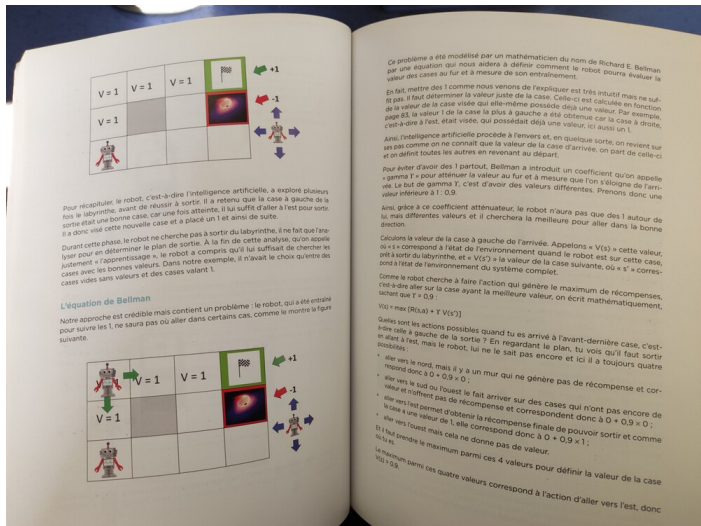 V = 1
V = 1
V = 1
+1
V = 1
-1
Pour récapituler, le robot, c'est-à-dire l'intelligence artificielle, a exploré plusieurs
fois le labyrinthe, avant de réussir à sortir. Il a retenu que la case à gauche de la
sortie était une bonne case, car une fois atteinte, il lui suffit d'aller à l'est pour sortir.
Il a donc visé cette nouvelle case et a placé un 1 et ainsi de suite.
Durant cette phase, le robot ne cherche pas à sortir du labyrinthe, il ne fait que l'ana-
lyser pour en déterminer le plan de sortie. À la fin de cette analyse, qu'on appelle
justement « l'apprentissage », le robot a compris qu'il lui suffisait de chercher les
cases avec les bonnes valeurs. Dans notre exemple, il n'avait le choix qu'entre des
cases vides sans valeurs et des cases valant 1.
L'équation de Bellman
Notre approche est crédible mais contient un problème : le robot, qui a été entraîné
pour suivre les 1, ne saura pas où aller dans certains cas, comme le montre la figure
suivante.
V = 1
V = 1
+1
V = 1
-1
Ce problème a été modélisé par un mathématicien du nom de Richard E. Bellman
par une équation qui nous aidera à définir comment le robot pourra évaluer la
valeur des cases au fur et à mesure de son entraînement.
En fait, mettre des 1 comme nous venons de l'expliquer est très intuitif mais ne suf-
fit pas. Il faut déterminer la valeur juste de la case. Celle-ci est calculée en fonction
de la valeur de la case visée qui elle-même possède déjà une valeur. Par exemple,
page 83, la valeur 1 de la case la plus à gauche a été obtenue car la case à droite,
c'est-à-dire à l'est, était visée, qui possédait déjà une valeur, ici aussi un 1.
Ainsi, l'intelligence artificielle procède à l'envers et, en quelque sorte, on revient sur
ses pas comme on ne connait que la valeur de la case d'arrivée, on part de celle-ci
et on définit toutes les autres en revenant au départ.
Pour éviter d'avoir des 1 partout, Bellman a introduit un coefficient qu'on appelle
« gamma ϒ » pour atténuer la valeur au fur et à mesure que l'on s'éloigne de l'arri-
vée. Le but de gamma ϒ, c'est d'avoir des valeurs différentes. Prenons donc une
valeur inférieure à 1 : 0,9.
Ainsi, grâce à ce coefficient atténuateur, le robot n'aura pas que des 1 autour de
lui, mais différentes valeurs et il cherchera la meilleure pour aller dans la bonne
direction.
Calculons la valeur de la case à gauche de l'arrivée. Appelons « V(s) » cette valeur,
où « s » correspond à l'état de l'environnement quand le robot est sur cette case,
prêt à sortir du labyrinthe, et « V(s') » la valeur de la case suivante, où « s' » corres-
pond à l'état de l'environnement du système complet.
Comme le robot cherche à faire l'action qui génère le maximum de récompenses,
c'est-à-dire aller sur la case ayant la meilleure valeur, on écrit mathématiquement,
sachant que ϒ = 0,9 :
V(s) = max [R(s,a) + ϒ V(s')]
Quelles sont les actions possibles quand tu es arrivé à l'avant-dernière case, c'est-
à-dire celle à gauche de la sortie ? En regardant le plan, tu vois qu'il faut sortir
en allant à l'est, mais le robot, lui ne le sait pas encore et ici il a toujours quatre
possibilités :
• aller vers le nord, mais il y a un mur qui ne génère pas de récompense et cor-
respond donc à 0 + 0,9 × 0 ;
• aller vers le sud ou l'ouest le fait arriver sur des cases qui n'ont pas encore de
valeur et n'offrent pas de récompense et correspondent donc à 0 + 0,9 × 0 ;
• aller vers l'est permet d'obtenir la récompense finale de pouvoir sortir et comme
la case a une valeur de 1, elle correspond donc à 0 + 0,9 × 1 ;
• aller vers l'ouest mais cela ne donne pas de valeur.
Et il faut prendre le maximum parmi ces 4 valeurs pour définir la valeur de la case
où tu es.
Le maximum parmi ces quatre valeurs correspond à l'action d'aller vers l'est, donc
V(s) = 0,9.